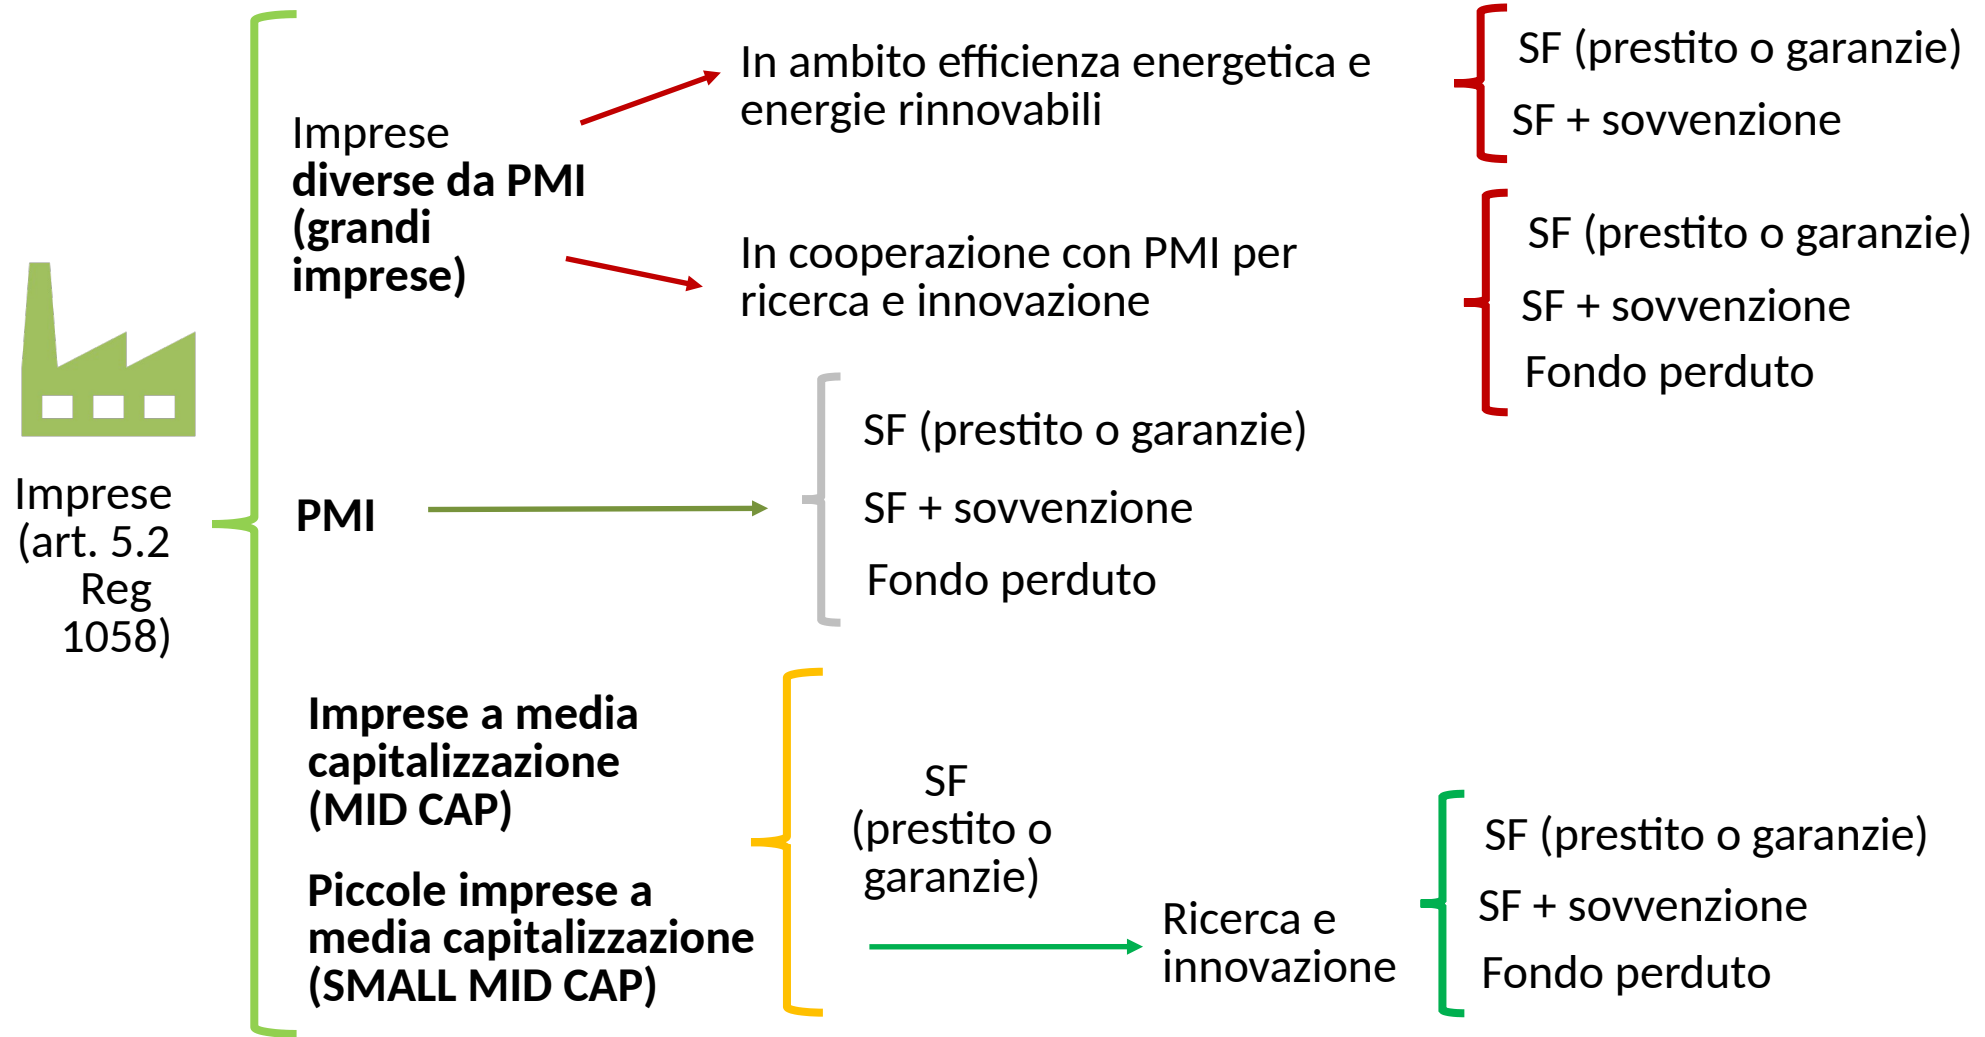 Imprese
(art. 5.2
Reg
1058)
Imprese
diverse da PMI
(grandi
imprese)
In ambito efficienza energetica e
energie rinnovabili
SF (prestito o garanzie)
SF + sovvenzione
In cooperazione con PMI per
ricerca e innovazione
SF (prestito o garanzie)
SF + sovvenzione
Fondo perduto
PMI
SF (prestito o garanzie)
SF + sovvenzione
Fondo perduto
Imprese a media
capitalizzazione
(MID CAP)
Piccole imprese a
media capitalizzazione
(SMALL MID CAP)
SF
(prestito o
garanzie)
Ricerca e
innovazione
SF (prestito o garanzie)
SF + sovvenzione
Fondo perduto